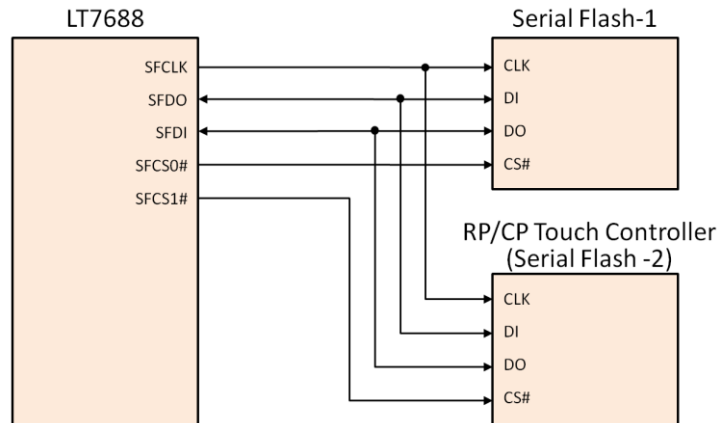 LT7688
SFCLK
SFDO
SFDI
SFCS0#
SFCS1#
Serial Flash-1
CLK
DI
DO
CS#
RP/CP Touch Controller
(Serial Flash -2)
CLK
DI
DO
CS#